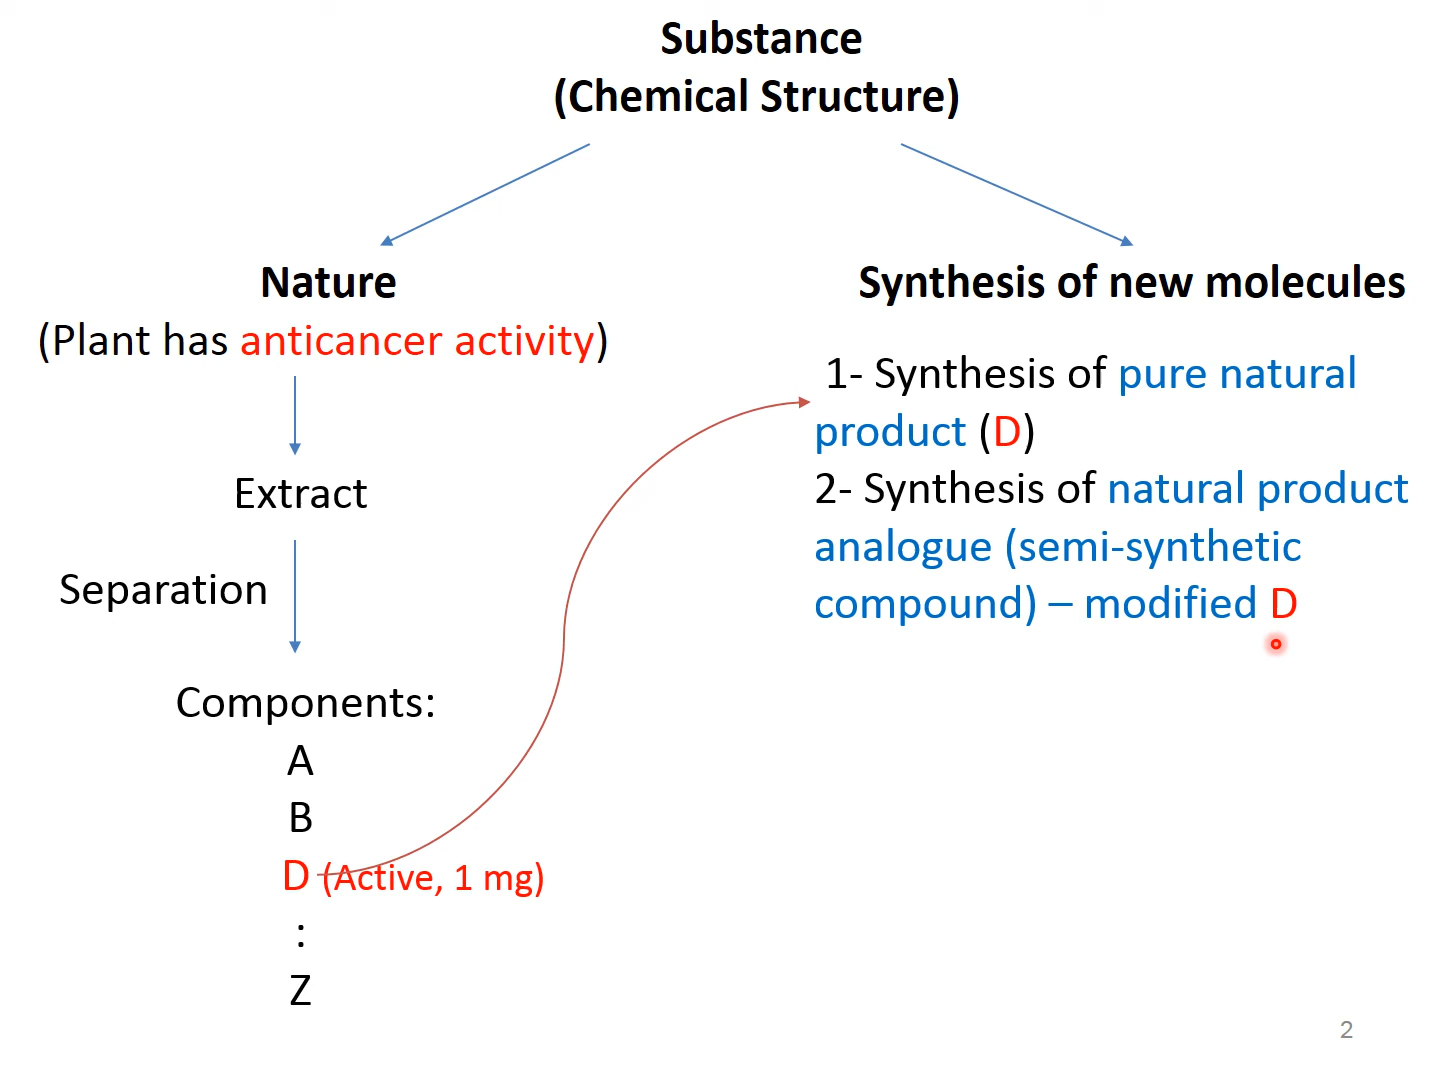 Substance
(Chemical Structure)
Nature
(Plant has anticancer activity)
Extract
Separation
Components:
A
B
D (Active, 1 mg)
:
Z
Synthesis of new molecules
1- Synthesis of pure natural
product (D)
2- Synthesis of natural product
analogue (semi-synthetic
compound) – modified D
2